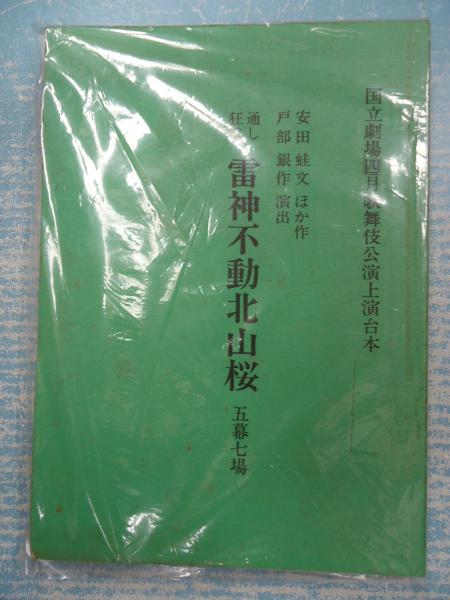 国立劇場四月歌舞伎公演上演台本
安田蛙文ほか作
戸部銀作演出
通し狂言
雷神不動北山桜 五幕七場